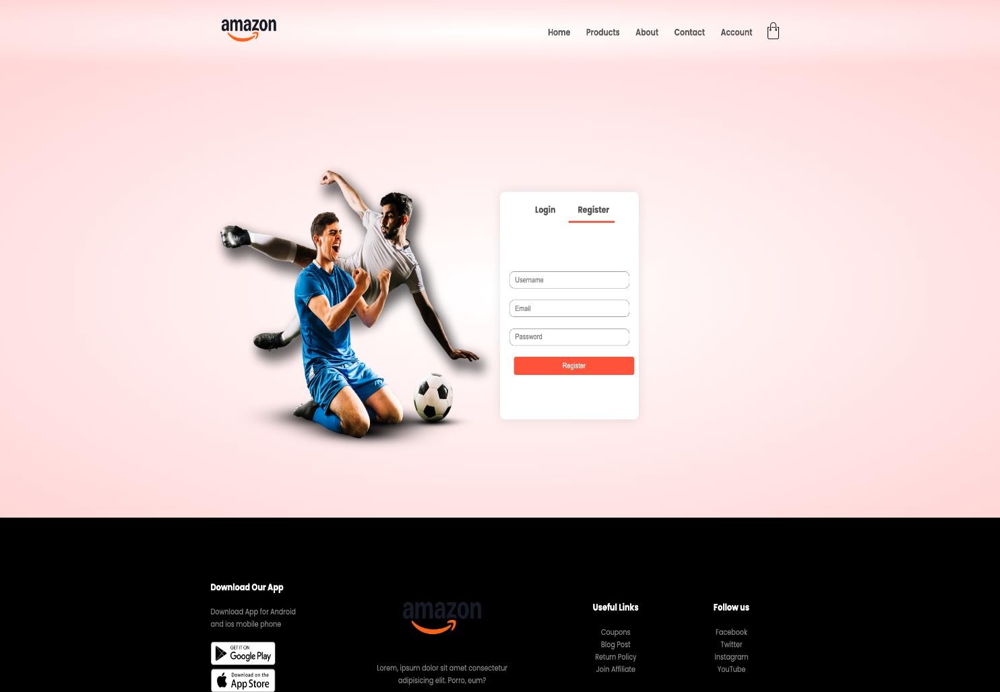 amazon
Home
Products
About
Contact
Account
Login
Register
Username
Email
Password
Register
Download Our App
Download App for Android
and ios mobile phone
GET IT ON
Google Play
Download on the
App Store
amazon
Lorem, ipsum dolor sit amet consectetur
adipisicing elit. Porro, eum?
Useful Links
Coupons
Blog Post
Return Policy
Join Affiliate
Follow us
Facebook
Twitter
Instagram
YouTube